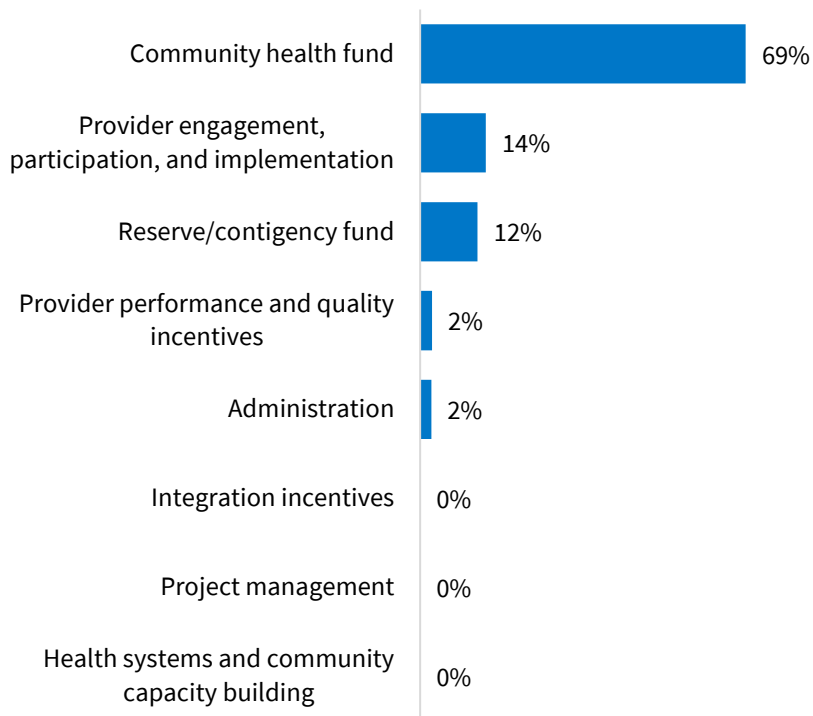 Community health fund
69%
Provider engagement,
participation, and implementation
14%
Reserve/contigency fund
12%
Provider performance and quality
incentives
2%
Administration
2%
Integration incentives
0%
Project management
0%
Health systems and community
capacity building
0%